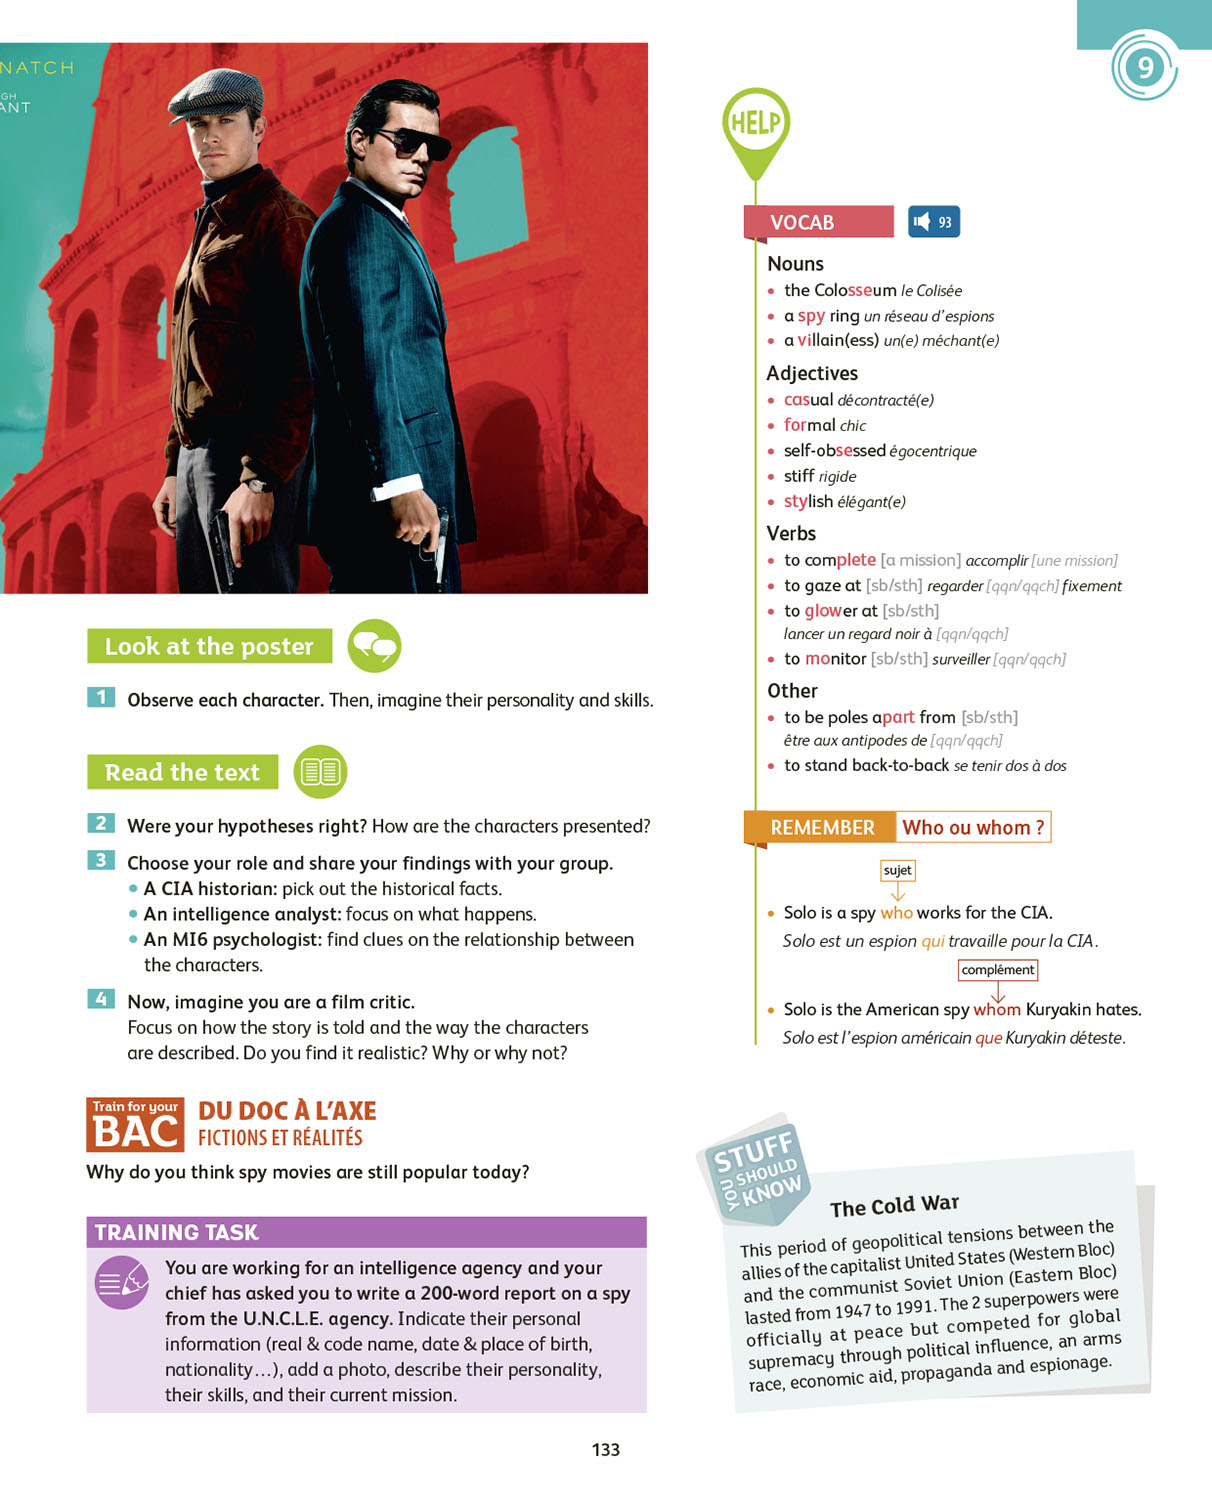 NATCH
GH
ANT
9
HELP
VOCAB
93
Nouns
• the Colosseum le Colisée
• a spy ring un réseau d'espions
• a villain(ess) un(e) méchant(e)
Adjectives
• casual décontracté(e)
• formal chic
• self-obsessed égocentrique
• stiff rigide
• stylish élégant(e)
Verbs
• to complete [a mission] accomplir [une mission]
• to gaze at [sb/sth] regarder [qqn/qqch] fixement
• to glower at [sb/sth]
lancer un regard noir à [qqn/qqch]
• to monitor [sb/sth] surveiller [qqn/qqch]
Other
• to be poles apart from [sb/sth]
être aux antipodes de [qqn/qqch]
• to stand back-to-back se tenir dos à dos
REMEMBER Who ou whom ?
sujet
• Solo is a spy who works for the CIA.
Solo est un espion qui travaille pour la CIA.
complément
• Solo is the American spy whom Kuryakin hates.
Solo est l'espion américain que Kuryakin déteste.
Look at the poster
1 Observe each character. Then, imagine their personality and skills.
Read the text
2 Were your hypotheses right? How are the characters presented?
3 Choose your role and share your findings with your group.
• A CIA historian: pick out the historical facts.
• An intelligence analyst: focus on what happens.
• An MI6 psychologist: find clues on the relationship between
the characters.
4 Now, imagine you are a film critic.
Focus on how the story is told and the way the characters
are described. Do you find it realistic? Why or why not?
Train for your
BAC
DU DOC À L'AXE
FICTIONS ET RÉALITÉS
Why do you think spy movies are still popular today?
TRAINING TASK
You are working for an intelligence agency and your
chief has asked you to write a 200-word report on a spy
from the U.N.C.L.E. agency. Indicate their personal
information (real & code name, date & place of birth,
nationality...), add a photo, describe their personality,
their skills, and their current mission.
STUFF
YOU SHOULD
KNOW
The Cold War
This period of geopolitical tensions between the
allies of the capitalist United States (Western Bloc)
and the communist Soviet Union (Eastern Bloc)
lasted from 1947 to 1991. The 2 superpowers were
officially at peace but competed for global
supremacy through political influence, an arms
race, economic aid, propaganda and espionage.
133